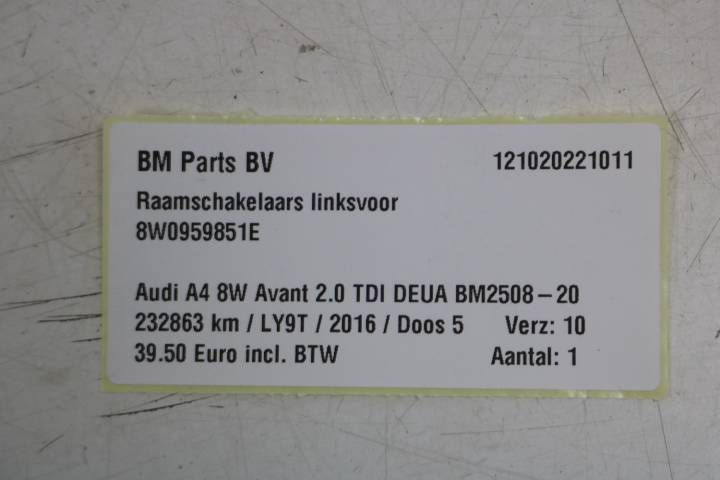 BM Parts BV 121020221011
Raamschakelaars linksvoor
8W0959851E
Audi A4 8W Avant 2.0 TDI DEUA BM2508-20
232863 km / LY9T / 2016 / Doos 5 Verz: 10
39.50 Euro incl. BTW Aantal: 1